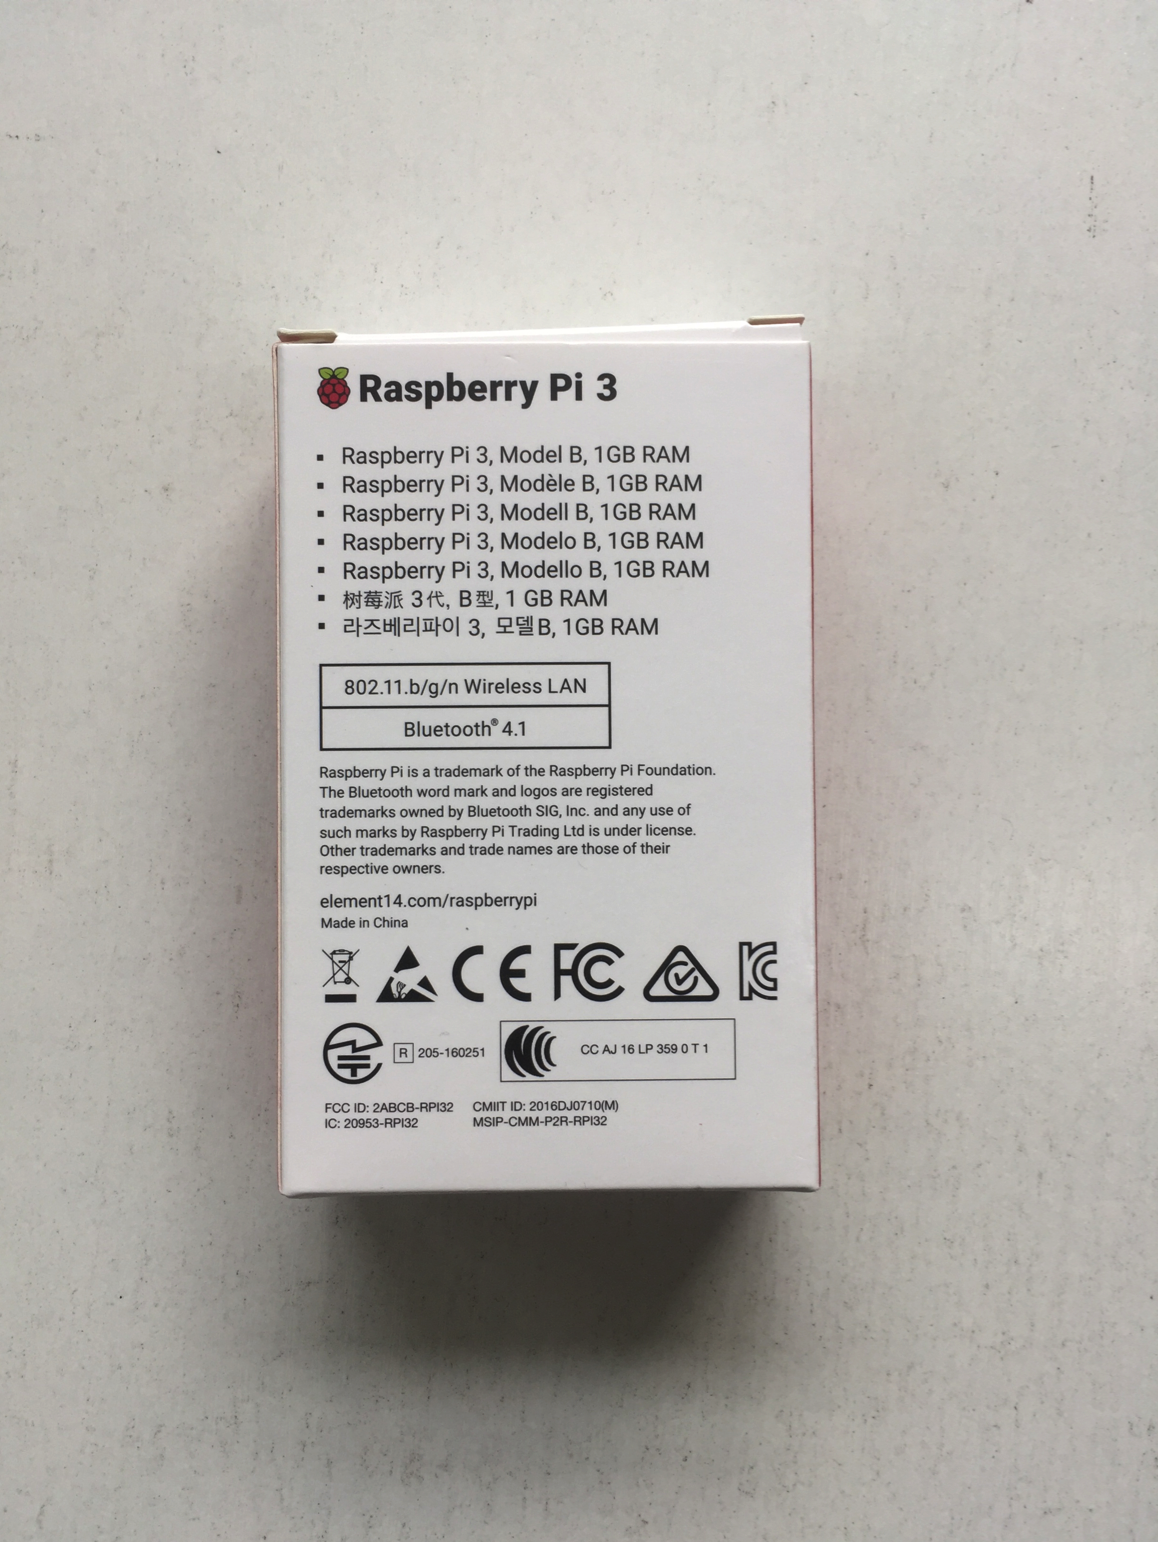 Raspberry Pi 3
▪ Raspberry Pi 3, Model B, 1GB RAM
▪ Raspberry Pi 3, Modèle B, 1GB RAM
▪ Raspberry Pi 3, Modell B, 1GB RAM
▪ Raspberry Pi 3, Modelo B, 1GB RAM
▪ Raspberry Pi 3, Modello B, 1GB RAM
▪ 树莓派 3代, B型, 1 GB RAM
▪ 라즈베리파이 3, 모델B, 1GB RAM
802.11.b/g/n Wireless LAN
Bluetooth® 4.1
Raspberry Pi is a trademark of the Raspberry Pi Foundation.
The Bluetooth word mark and logos are registered
trademarks owned by Bluetooth SIG, Inc. and any use of
such marks by Raspberry Pi Trading Ltd is under license.
Other trademarks and trade names are those of their
respective owners.
element14.com/raspberrypi
Made in China
CE FC KC
R 205-160251 CC AJ 16 LP 359 0 T 1
FCC ID: 2ABCB-RPI32 CMIIT ID: 2016DJ0710(M)
IC: 20953-RPI32 MSIP-CMM-P2R-RPI32